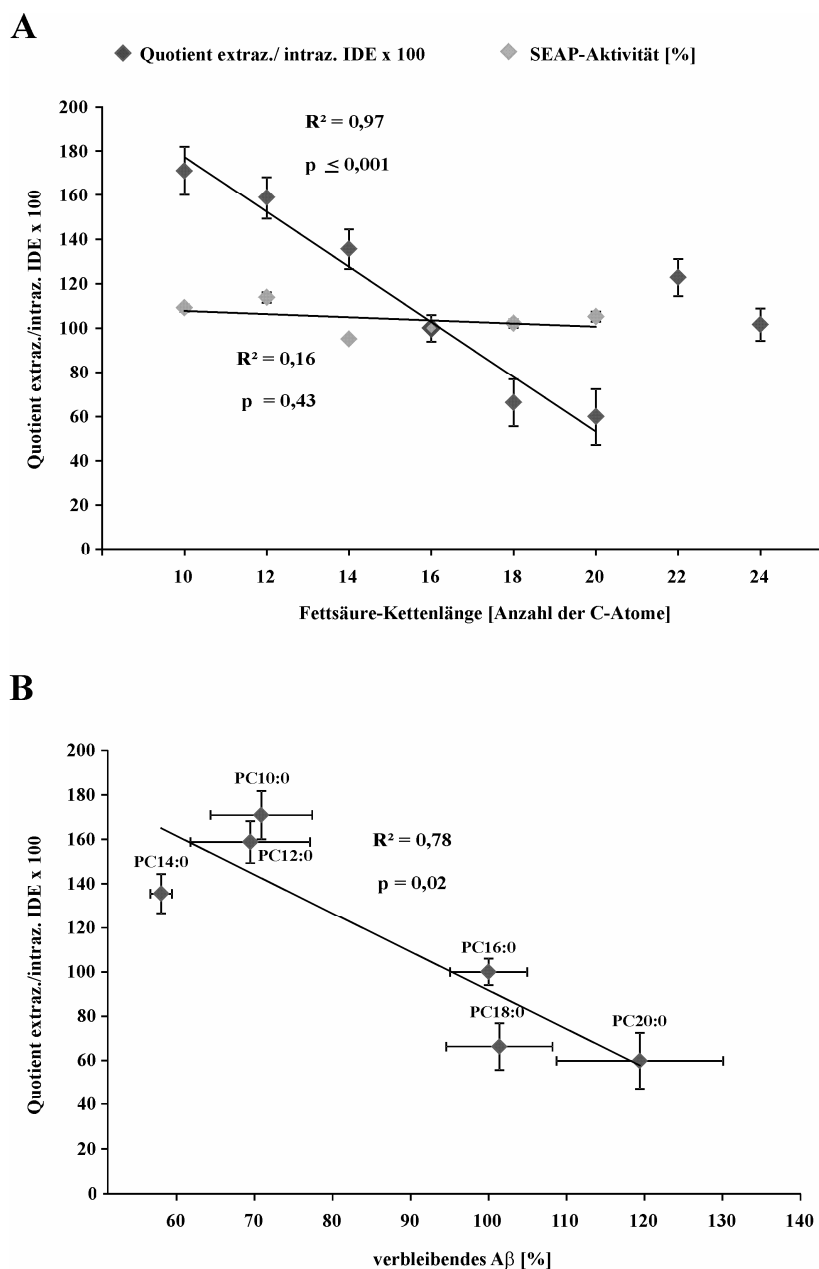 A
Quotient extraz./ intraz. IDE x 100
SEAP-Aktivität [%]
Quotient extraz./intraz. IDE x 100
200
180
160
140
120
100
80
60
40
20
0
R² = 0,97
p ≤ 0,001
R² = 0,16
p = 0,43
10 12 14 16 18 20 22 24
Fettsäure-Kettenlänge [Anzahl der C-Atome]
B
Quotient extraz./intraz. IDE x 100
200
180
160
140
120
100
80
60
40
20
0
PC10:0
PC12:0
PC14:0
R² = 0,78
p = 0,02
PC16:0
PC18:0
PC20:0
60 70 80 90 100 110 120 130 140
verbleibendes Aβ [%]